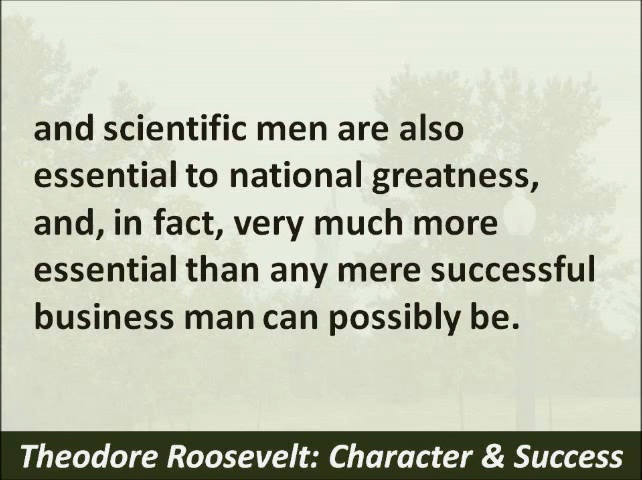 and scientific men are also
essential to national greatness,
and, in fact, very much more
essential than any mere successful
business man can possibly be.
Theodore Roosevelt: Character & Success